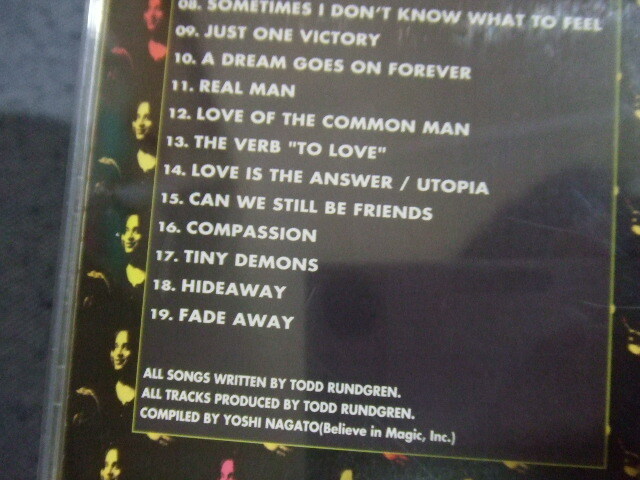 08. SOMETIMES I DON'T KNOW WHAT TO FEEL
09. JUST ONE VICTORY
10. A DREAM GOES ON FOREVER
11. REAL MAN
12. LOVE OF THE COMMON MAN
13. THE VERB "TO LOVE"
14. LOVE IS THE ANSWER / UTOPIA
15. CAN WE STILL BE FRIENDS
16. COMPASSION
17. TINY DEMONS
18. HIDEAWAY
19. FADE AWAY
ALL SONGS WRITTEN BY TODD RUNDGREN.
ALL TRACKS PRODUCED BY TODD RUNDGREN.
COMPILED BY YOSHI NAGATO(Believe in Magic, Inc.)